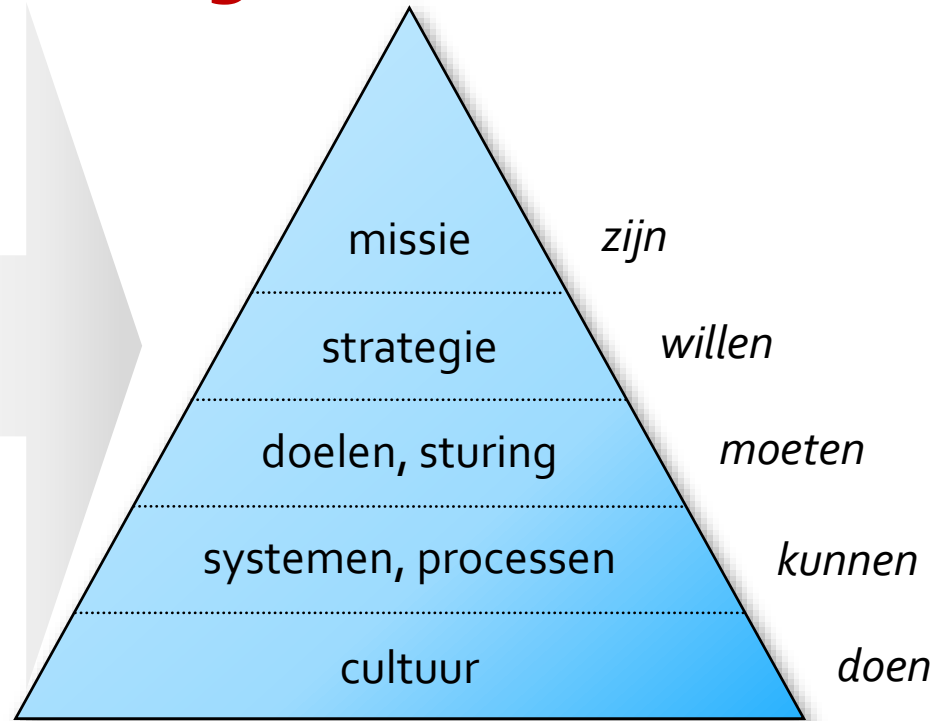 missie zijn
strategie willen
doelen, sturing moeten
systemen, processen kunnen
cultuur doen